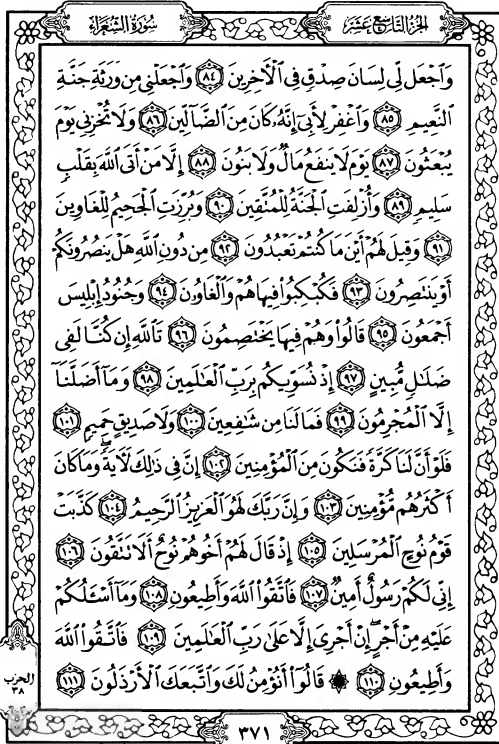 الجزء التاسع عشر
سورة الشعراء
وَٱجْعَل لِّي لِسَانَ صِدْقٍ فِي ٱلْآخِرِينَ ٨٤ وَٱجْعَلْنِي مِن وَرَثَةِ جَنَّةِ
ٱلنَّعِيمِ ٨٥ وَٱغْفِرْ لِأَبِيٓ إِنَّهُۥ كَانَ مِنَ ٱلضَّآلِّينَ ٨٦ وَلَا تُخْزِنِي يَوْمَ
يُبْعَثُونَ ٨٧ يَوْمَ لَا يَنفَعُ مَالٌ وَلَا بَنُونَ ٨٨ إِلَّا مَنْ أَتَى ٱللَّهَ بِقَلْبٍ
سَلِيمٍ ٨٩ وَأُزْلِفَتِ ٱلْجَنَّةُ لِلْمُتَّقِينَ ٩٠ وَبُرِّزَتِ ٱلْجَحِيمُ لِلْغَاوِينَ
٩١ وَقِيلَ لَهُمْ أَيْنَ مَا كُنتُمْ تَعْبُدُونَ ٩٢ مِن دُونِ ٱللَّهِ هَلْ يَنصُرُونَكُمْ
أَوْ يَنتَصِرُونَ ٩٣ فَكُبْكِبُوا۟ فِيهَا هُمْ وَٱلْغَاوُۥنَ ٩٤ وَجُنُودُ إِبْلِيسَ
أَجْمَعُونَ ٩٥ قَالُوا۟ وَهُمْ فِيهَا يَخْتَصِمُونَ ٩٦ تَٱللَّهِ إِن كُنَّا لَفِي
ضَلَٰلٍ مُّبِينٍ ٩٧ إِذْ نُسَوِّيكُم بِرَبِّ ٱلْعَٰلَمِينَ ٩٨ وَمَآ أَضَلَّنَآ
إِلَّا ٱلْمُجْرِمُونَ ٩٩ فَمَا لَنَا مِن شَٰفِعِينَ ١٠٠ وَلَا صَدِيقٍ حَمِيمٍ ١٠١
فَلَوْ أَنَّ لَنَا كَرَّةً فَنَكُونَ مِنَ ٱلْمُؤْمِنِينَ ١٠٢ إِنَّ فِي ذَٰلِكَ لَآيَةً ۖ وَمَا كَانَ
أَكْثَرُهُم مُّؤْمِنِينَ ١٠٣ وَإِنَّ رَبَّكَ لَهُوَ ٱلْعَزِيزُ ٱلرَّحِيمُ ١٠٤ كَذَّبَتْ
قَوْمُ نُوحٍ ٱلْمُرْسَلِينَ ١٠٥ إِذْ قَالَ لَهُمْ أَخُوهُمْ نُوحٌ أَلَا تَتَّقُونَ ١٠٦
إِنِّي لَكُمْ رَسُولٌ أَمِينٌ ١٠٧ فَٱتَّقُوا۟ ٱللَّهَ وَأَطِيعُونِ ١٠٨ وَمَآ أَسْـَٔلُكُمْ
عَلَيْهِ مِنْ أَجْرٍ ۖ إِنْ أَجْرِيَ إِلَّا عَلَىٰ رَبِّ ٱلْعَٰلَمِينَ ١٠٩ فَٱتَّقُوا۟ ٱللَّهَ
وَأَطِيعُونِ ١١٠ ۞ قَالُوٓا۟ أَنُؤْمِنُ لَكَ وَٱتَّبَعَكَ ٱلْأَرْذَلُونَ ١١١
الحزب
٣٨
٣٧١